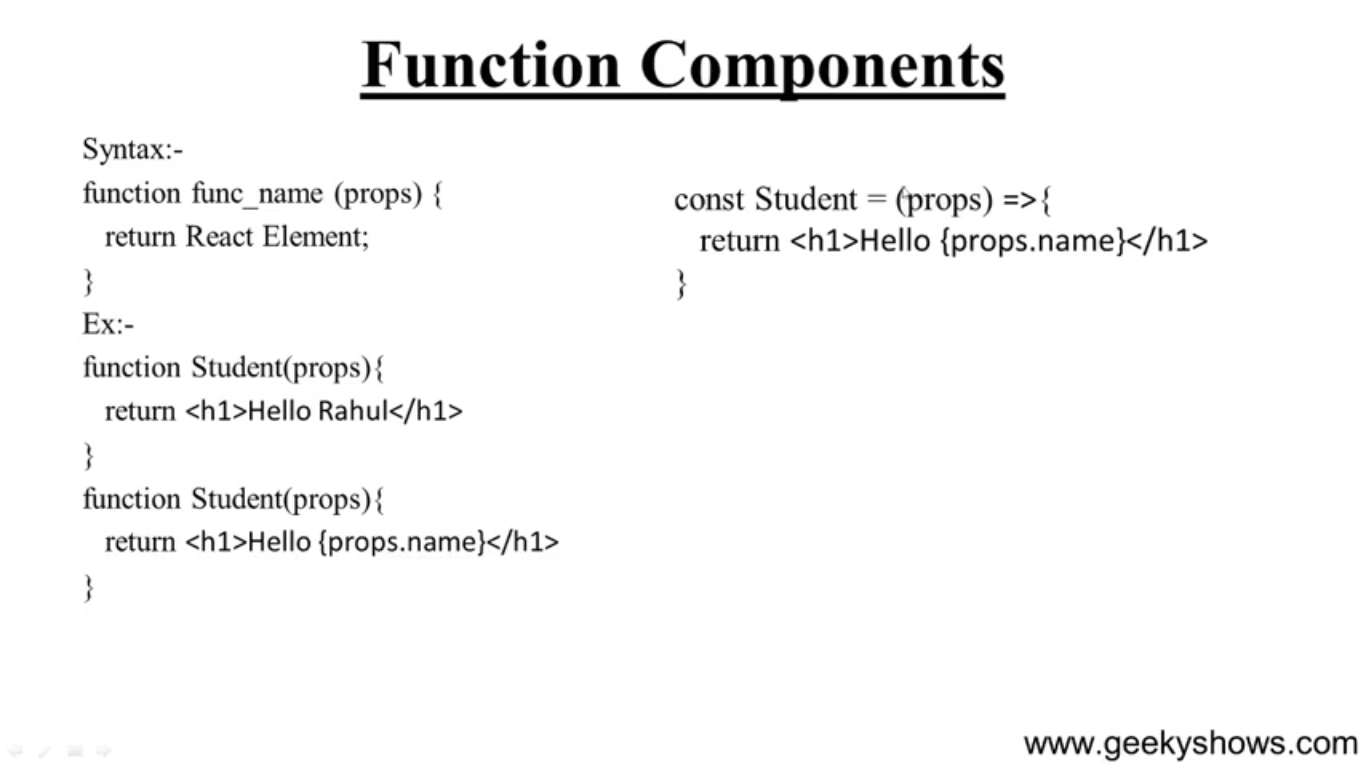 Function Components
Syntax:-
function func_name (props) {
return React Element;
}
Ex:-
function Student(props){
return <h1>Hello Rahul</h1>
}
function Student(props){
return <h1>Hello {props.name}</h1>
}
const Student = (props) =>{
return <h1>Hello {props.name}</h1>
}
www.geekyshows.com